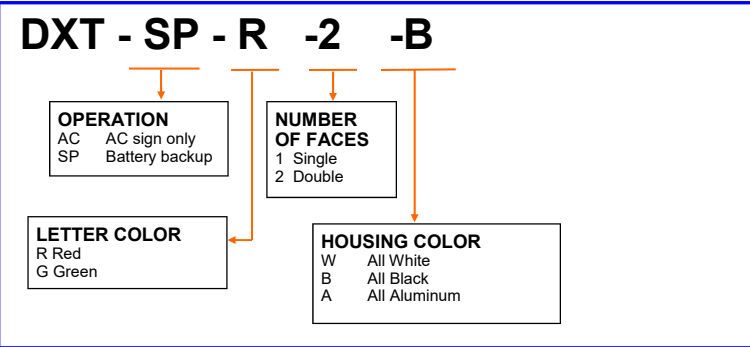 DXT - SP - R -2 -B
OPERATION
AC AC sign only
SP Battery backup
NUMBER
OF FACES
1 Single
2 Double
LETTER COLOR
R Red
G Green
HOUSING COLOR
W All White
B All Black
A All Aluminum